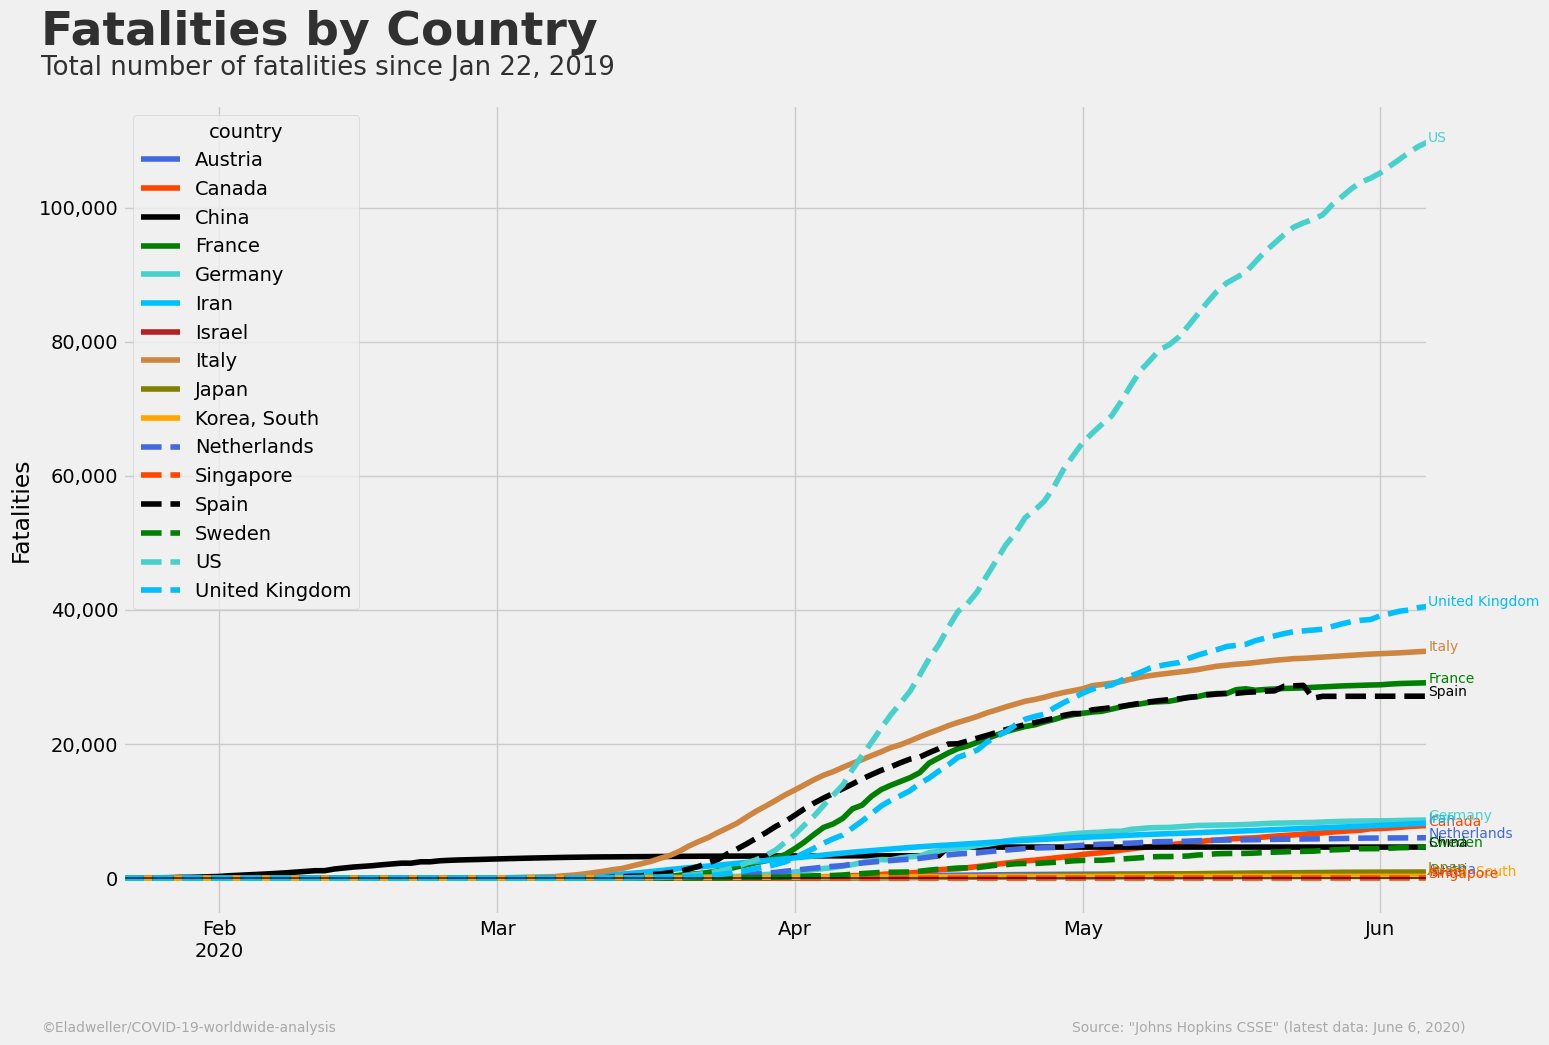 Fatalities by Country
Total number of fatalities since Jan 22, 2019
country
Austria
Canada
China
France
Germany
Iran
Israel
Italy
Japan
Korea, South
Netherlands
Singapore
Spain
Sweden
US
United Kingdom
Fatalities
100,000
80,000
60,000
40,000
20,000
0
US
United Kingdom
Italy
France
Spain
Germany
Canada
Netherlands
Sweden
Japan
South
Singapore
Feb
2020
Mar
Apr
May
Jun
©Eladweller/COVID-19-worldwide-analysis
Source: "Johns Hopkins CSSE" (latest data: June 6, 2020)